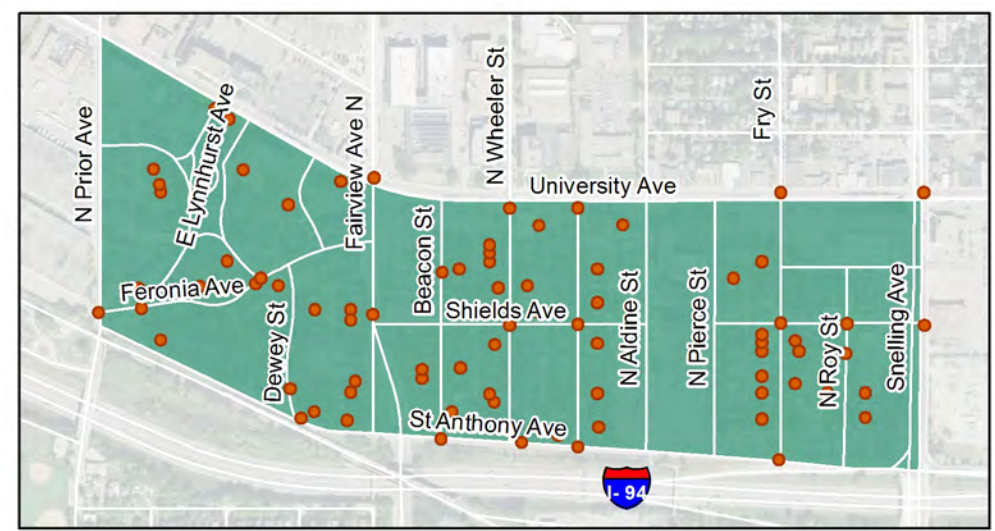 N Prior Ave
E Lynnhurst Ave
Fairview Ave N
N Wheeler St
Fry St
University Ave
Beacon St
Feronia Ave
Dewey St
Shields Ave
N Aldine St
N Pierce St
N Roy St
Snelling Ave
St Anthony Ave
I- 94